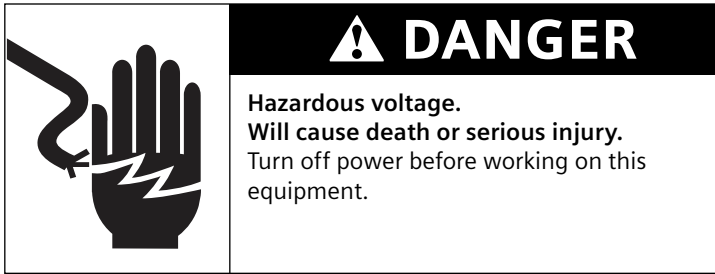 DANGER
Hazardous voltage.
Will cause death or serious injury.
Turn off power before working on this
equipment.